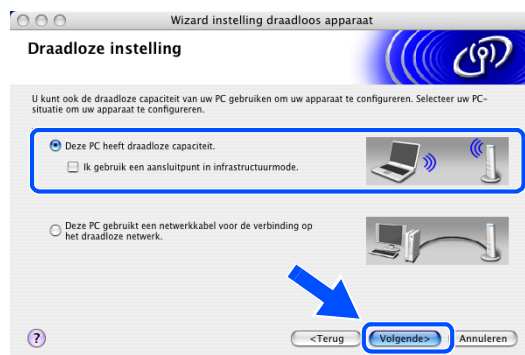 Wizard instelling draadloos apparaat
Draadloze instelling
U kunt ook de draadloze capaciteit van uw PC gebruiken om uw apparaat te configureren. Selecteer uw PC-
situatie om uw apparaat te configureren.
Deze PC heeft draadloze capaciteit.
Ik gebruik een aansluitpunt in infrastructuurmode.
Deze PC gebruikt een netwerkkabel voor de verbinding op
het draadloze netwerk.
?
<Terug
Volgende>
Annuleren